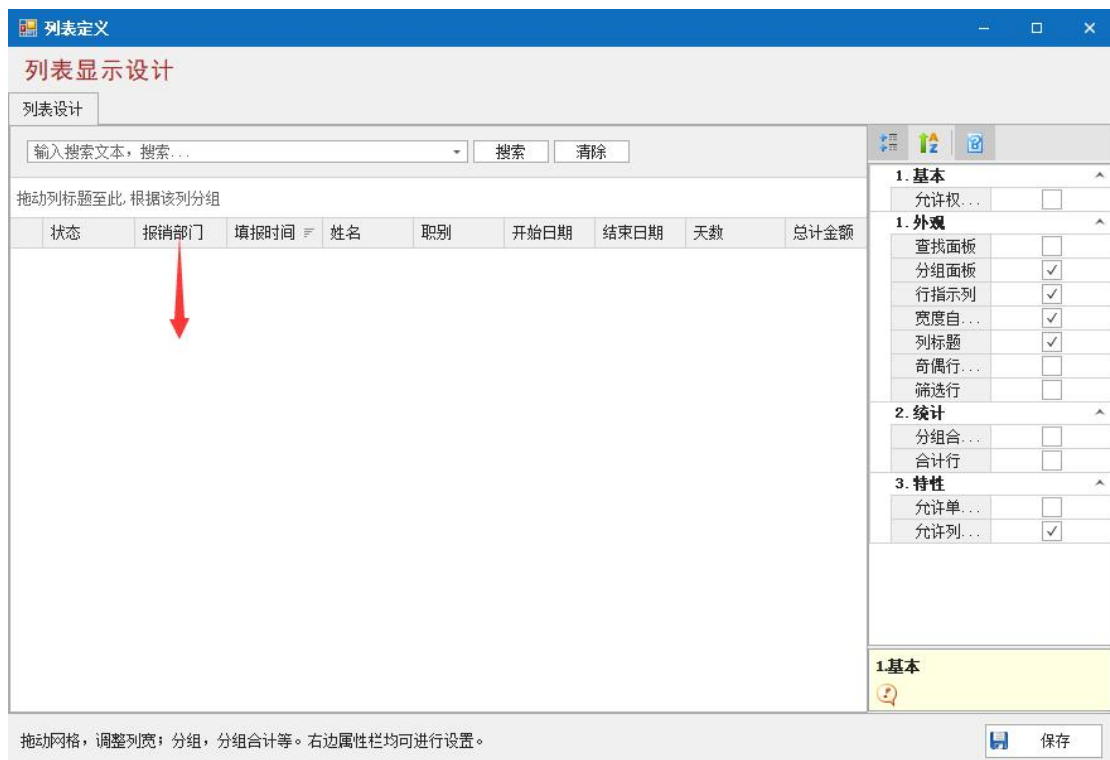 列表定义
列表显示设计
列表设计
输入搜索文本，搜索...
搜索
清除
拖动列标题至此,根据该列分组
状态 报销部门 填报时间 姓名 职别 开始日期 结束日期 天数 总计金额
1.基本
允许权...
1.外观
查找面板
分组面板
行指示列
宽度自...
列标题
奇偶行...
筛选行
2.统计
分组合...
合计行
3.特性
允许单...
允许列...
1.基本
拖动网格，调整列宽；分组，分组合计等。右边属性栏均可进行设置。
保存